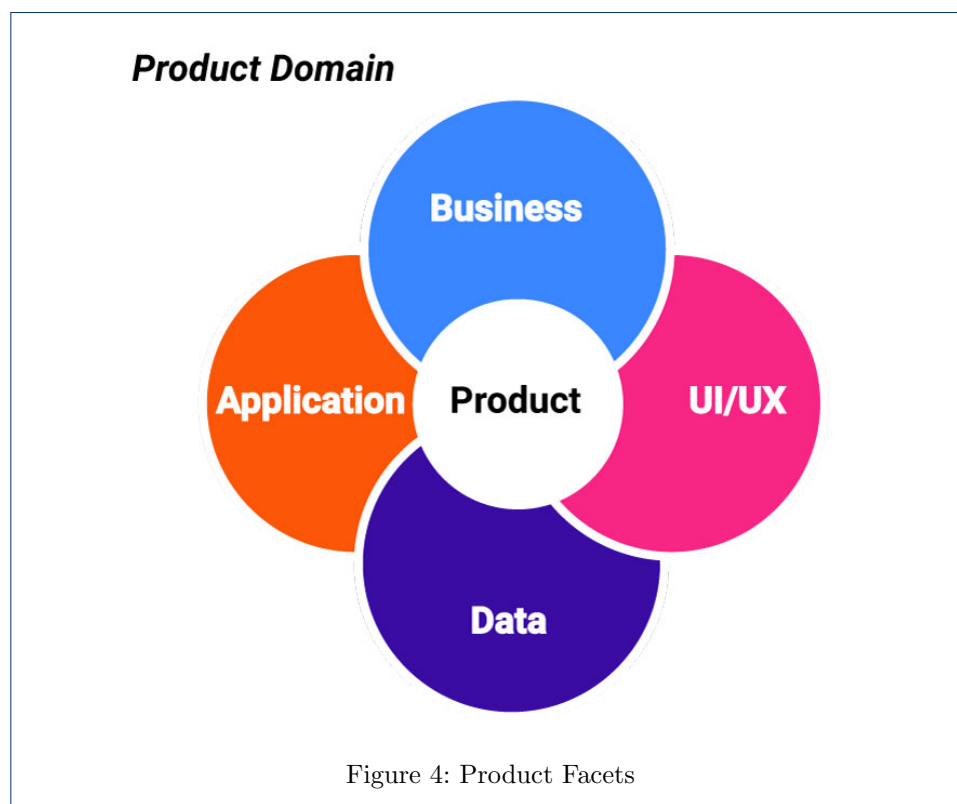 Product Domain
Business
Application
Product
UI/UX
Data
Figure 4: Product Facets